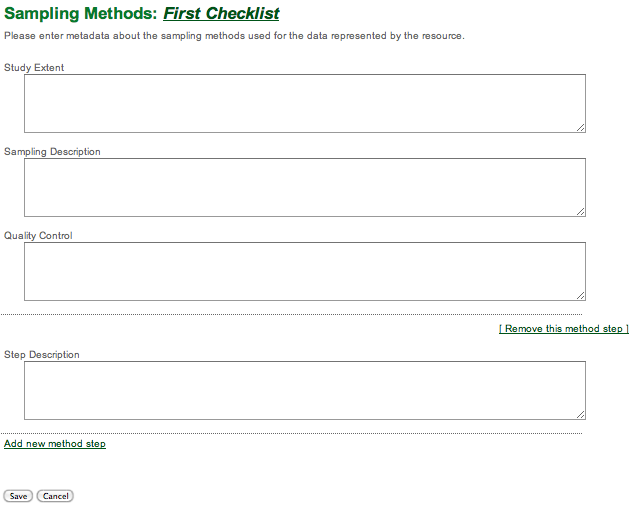 Sampling Methods: First Checklist
Please enter metadata about the sampling methods used for the data represented by the resource.
Study Extent
Sampling Description
Quality Control
[ Remove this method step ]
Step Description
Add new method step
Save Cancel